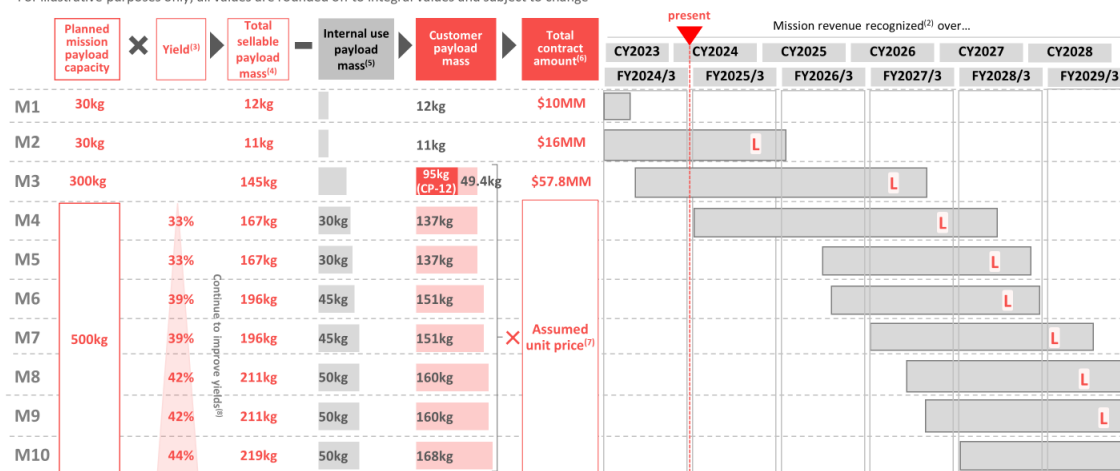 For illustrative purposes only, all values are rounded off to integral values and subject to change
present
Mission revenue recognized(2) over…
Planned mission payload capacity
Yield(3)
Total sellable payload mass(4)
Internal use payload mass(5)
Customer payload mass
Total contract amount(6)
CY2023 CY2024 CY2025 CY2026 CY2027 CY2028
FY2024/3 FY2025/3 FY2026/3 FY2027/3 FY2028/3 FY2029/3
M1 30kg 12kg 12kg $10MM
M2 30kg 11kg 11kg $16MM L
M3 300kg 145kg 95kg (CP-12) 49.4kg $57.8MM L
M4 33% 167kg 30kg 137kg L
M5 33% 167kg 30kg 137kg L
M6 39% 196kg 45kg 151kg L
M7 500kg 39% 196kg 45kg 151kg Assumed unit price(7) L
M8 42% 211kg 50kg 160kg L
M9 42% 211kg 50kg 160kg L
M10 44% 219kg 50kg 168kg
Continue to improve yields(8)